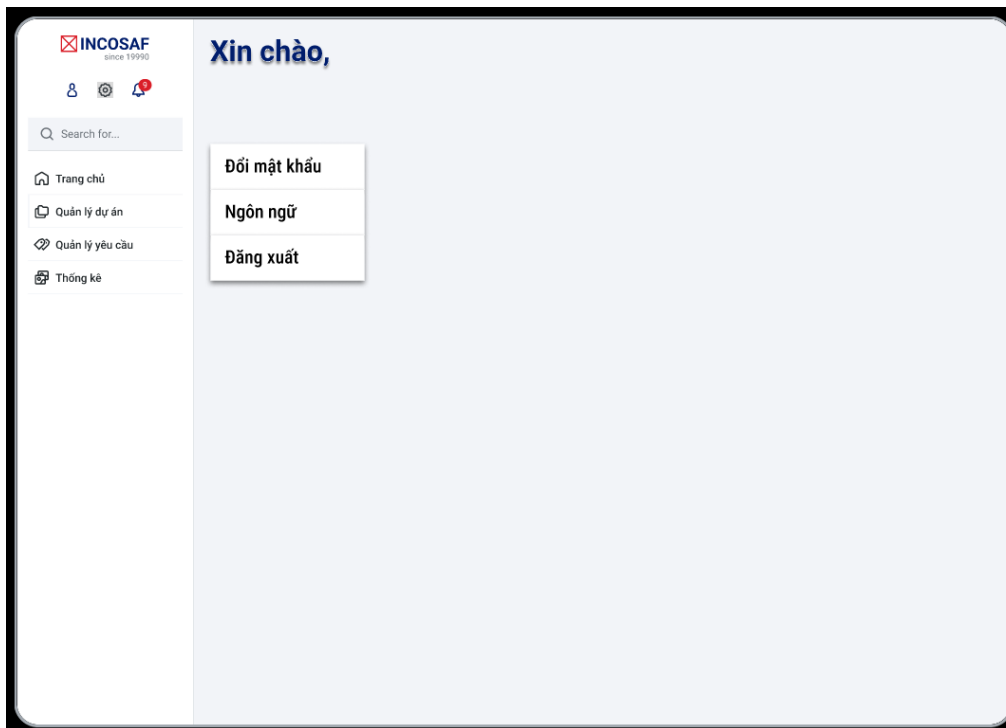 INCOSAF
since 19990
9
Search for...
Trang chủ
Quản lý dự án
Quản lý yêu cầu
Thống kê
Xin chào,
Đổi mật khẩu
Ngôn ngữ
Đăng xuất